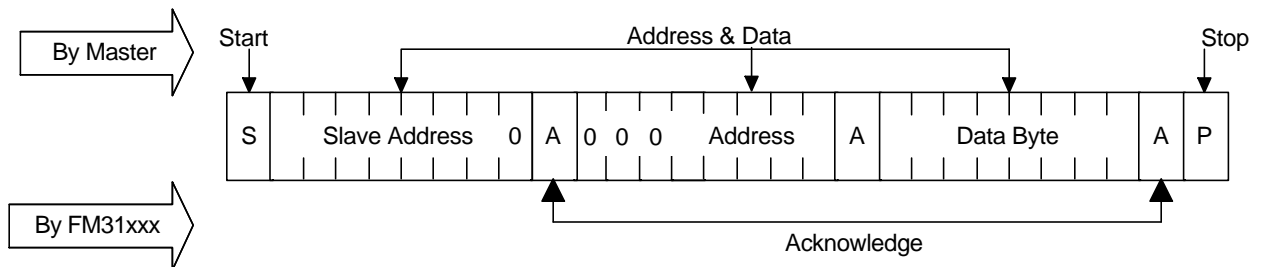 By Master
Start
Address & Data
Stop
S Slave Address 0 A 0 0 0 Address A Data Byte A P
By FM31xxx
Acknowledge